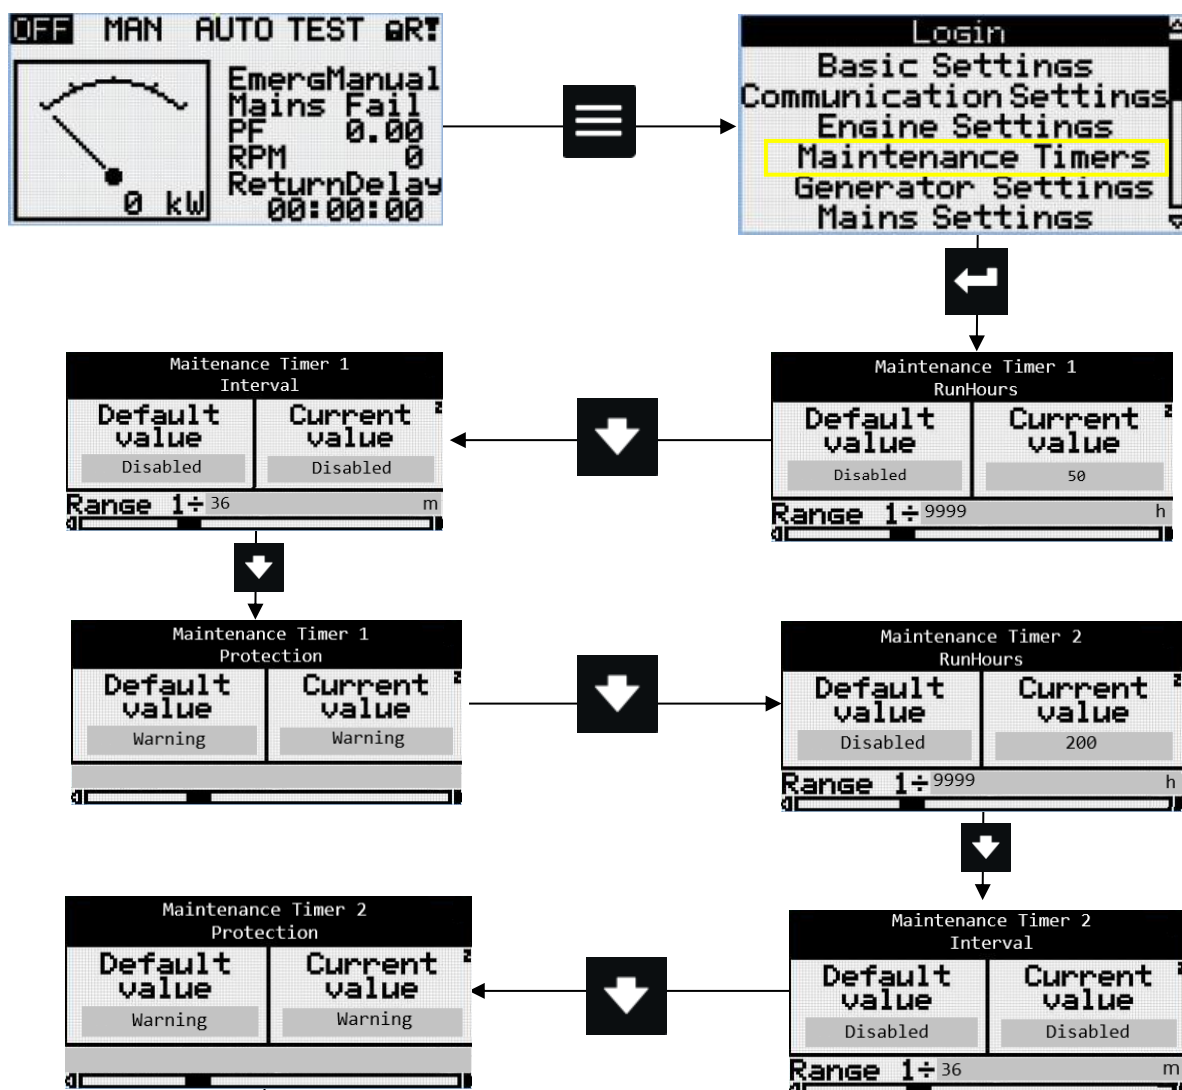 OFF MAN AUTO TEST
EmergManual
Mains Fail
PF 0.00
RPM 0
ReturnDelay
00:00:00
0 kW
Login
Basic Settings
Communication Settings
Engine Settings
Maintenance Timers
Generator Settings
Mains Settings
Maitenance Timer 1
Interval
Default value
Current value
Disabled
Disabled
Range 1÷ 36 m
Maintenance Timer 1
RunHours
Default value
Current value
Disabled
50
Range 1÷ 9999 h
Maintenance Timer 1
Protection
Default value
Current value
Warning
Warning
Maintenance Timer 2
RunHours
Default value
Current value
Disabled
200
Range 1÷ 9999 h
Maintenance Timer 2
Protection
Default value
Current value
Warning
Warning
Maintenance Timer 2
Interval
Default value
Current value
Disabled
Disabled
Range 1÷ 36 m